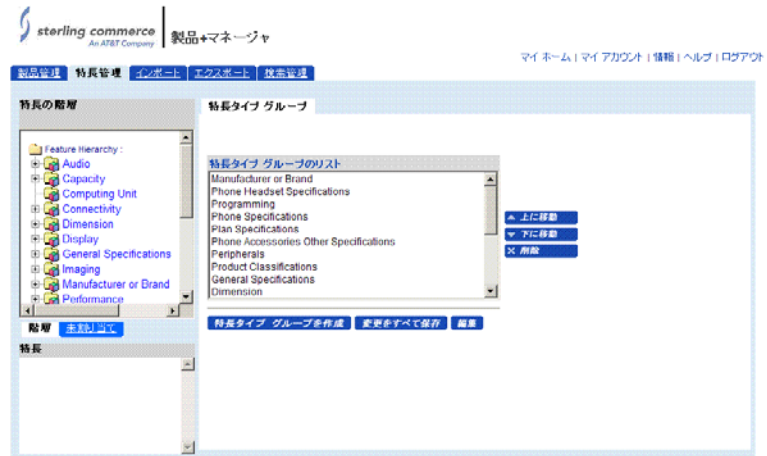 sterling commerce
An AT&T Company
製品+マネージャ
マイ ホーム | マイ アカウント | 情報 | ヘルプ | ログアウト
製品管理 特長管理 インポート エクスポート 検索管理
特長の階層
Feature Hierarchy :
Audio
Capacity
Computing Unit
Connectivity
Dimension
Display
General Specifications
Imaging
Manufacturer or Brand
Performance
階層 未割り当て
特長
特長タイプ グループ
特長タイプ グループのリスト
Manufacturer or Brand
Phone Headset Specifications
Programming
Phone Specifications
Plan Specifications
Phone Accessories Other Specifications
Peripherals
Product Classifications
General Specifications
Dimension
上に移動
下に移動
削除
特長タイプ グループを作成 変更をすべて保存 編集